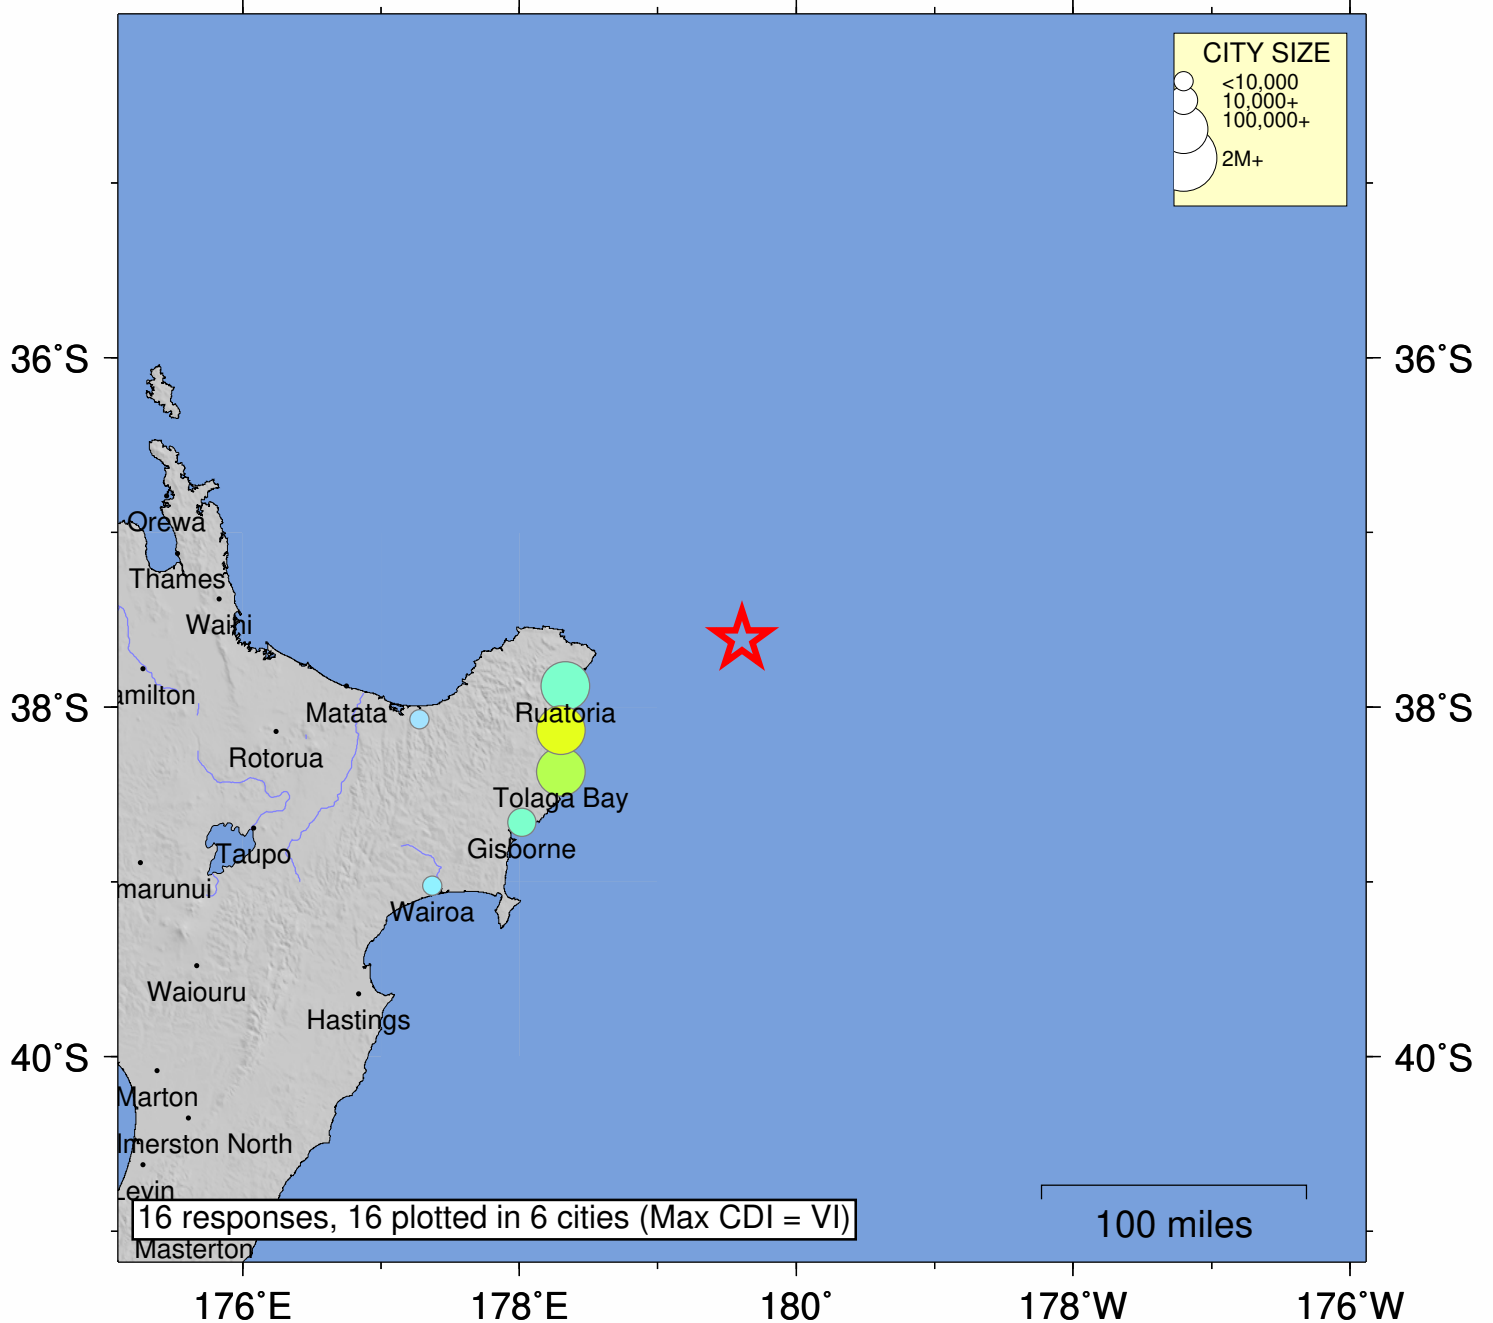 CITY SIZE
<10,000
10,000+
100,000+
2M+
36˚S
36˚S
Orewa
Thames
Waihi
amilton
Matata
Ruatoria
38˚S
38˚S
Rotorua
Tolaga Bay
Taupo
Gisborne
marunui
Wairoa
Waiouru
Hastings
40˚S
40˚S
Marton
lmerston North
Levin
16 responses, 16 plotted in 6 cities (Max CDI = VI)
100 miles
Masterton
176˚E
178˚E
180˚
178˚W
176˚W